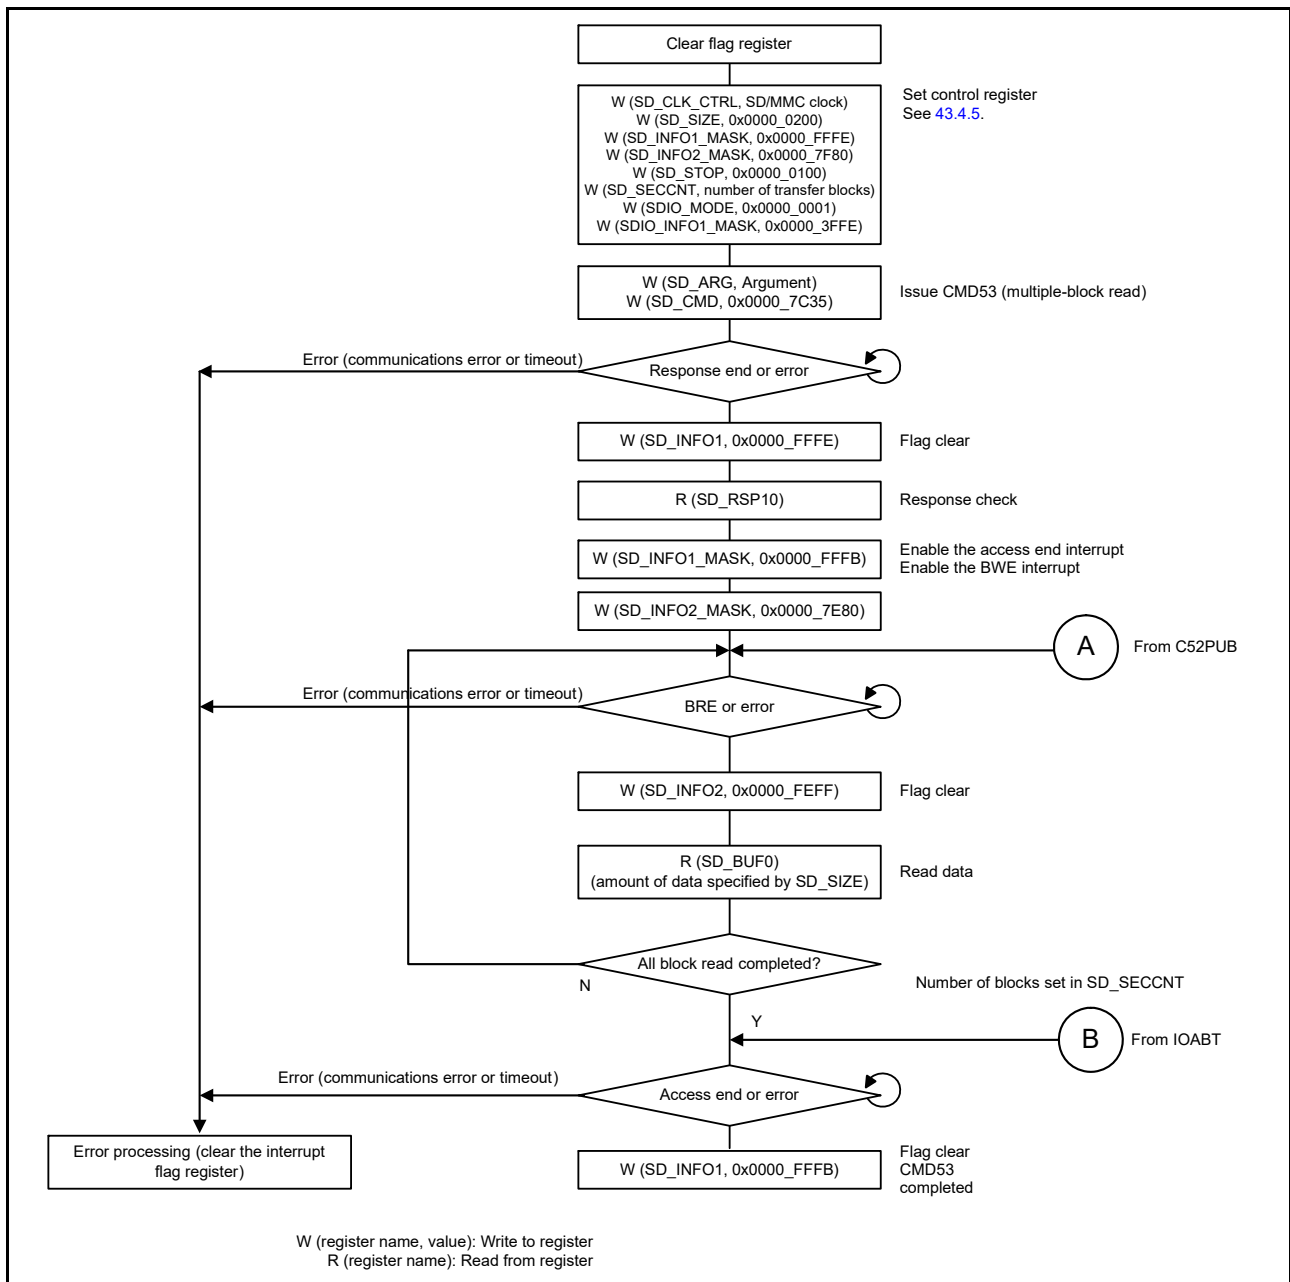 Clear flag register
W (SD_CLK_CTRL, SD/MMC clock)
W (SD_SIZE, 0x0000_0200)
W (SD_INFO1_MASK, 0x0000_FFFE)
W (SD_INFO2_MASK, 0x0000_7F80)
W (SD_STOP, 0x0000_0100)
W (SD_SECCNT, number of transfer blocks)
W (SDIO_MODE, 0x0000_0001)
W (SDIO_INFO1_MASK, 0x0000_3FFE)
Set control register
See 43.4.5.
W (SD_ARG, Argument)
W (SD_CMD, 0x0000_7C35)
Issue CMD53 (multiple-block read)
Error (communications error or timeout)
Response end or error
W (SD_INFO1, 0x0000_FFFE)
Flag clear
R (SD_RSP10)
Response check
W (SD_INFO1_MASK, 0x0000_FFFB)
Enable the access end interrupt
Enable the BWE interrupt
W (SD_INFO2_MASK, 0x0000_7E80)
A
From C52PUB
Error (communications error or timeout)
BRE or error
W (SD_INFO2, 0x0000_FEFF)
Flag clear
R (SD_BUF0)
(amount of data specified by SD_SIZE)
Read data
All block read completed?
N
Number of blocks set in SD_SECCNT
Y
B
From IOABT
Error (communications error or timeout)
Access end or error
Error processing (clear the interrupt
flag register)
W (SD_INFO1, 0x0000_FFFB)
Flag clear
CMD53
completed
W (register name, value): Write to register
R (register name): Read from register